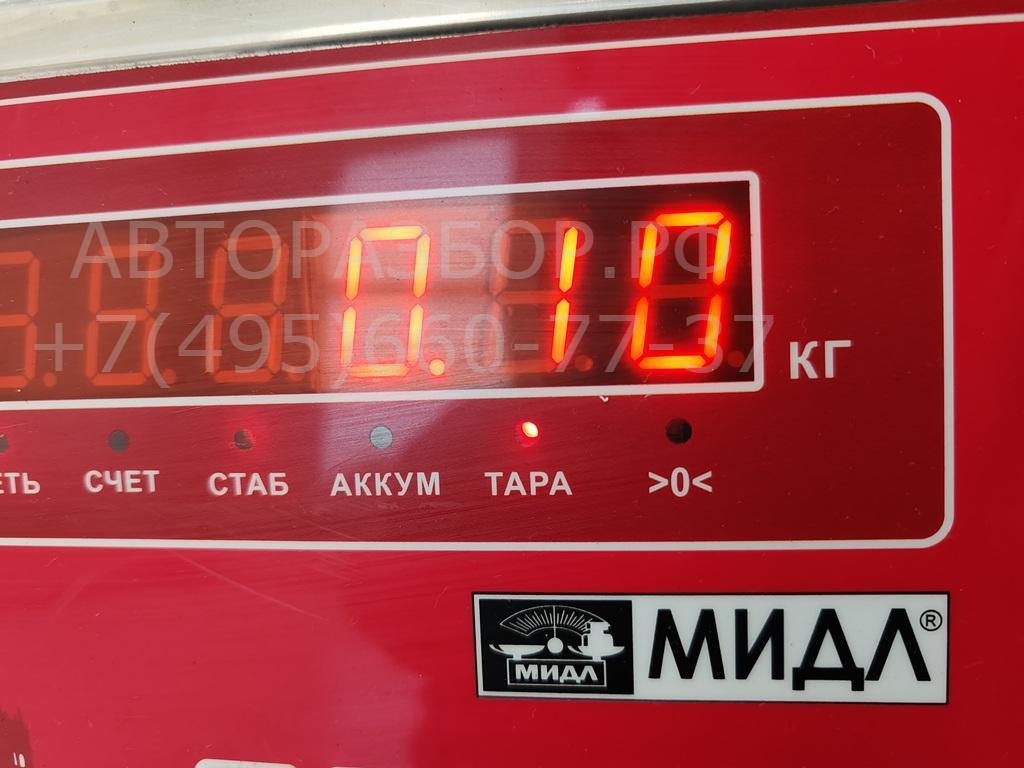 АВТОРАЗБОР.РФ
0.10
+7(495)660-77-37
КГ
ЕТЬ СЧЕТ СТАБ АККУМ ТАРА >0<
МИДЛ МИДЛ®